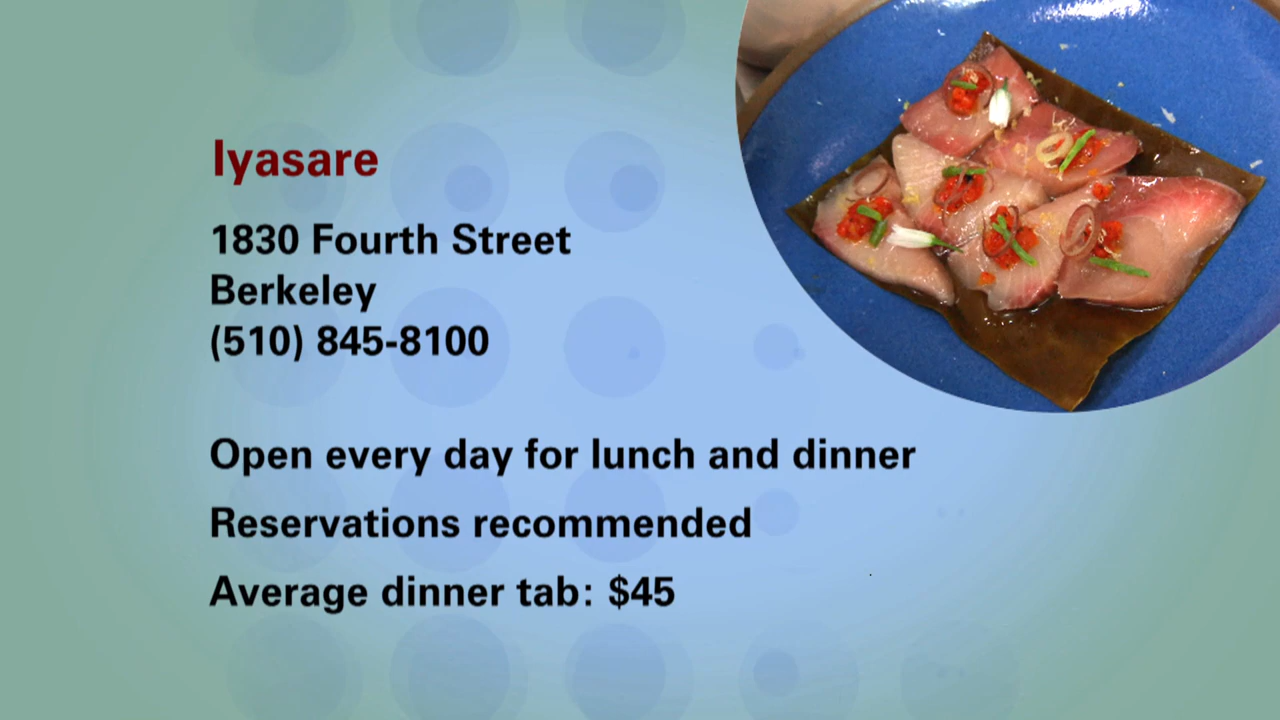 Iyasare
1830 Fourth Street
Berkeley
(510) 845-8100
Open every day for lunch and dinner
Reservations recommended
Average dinner tab: $45